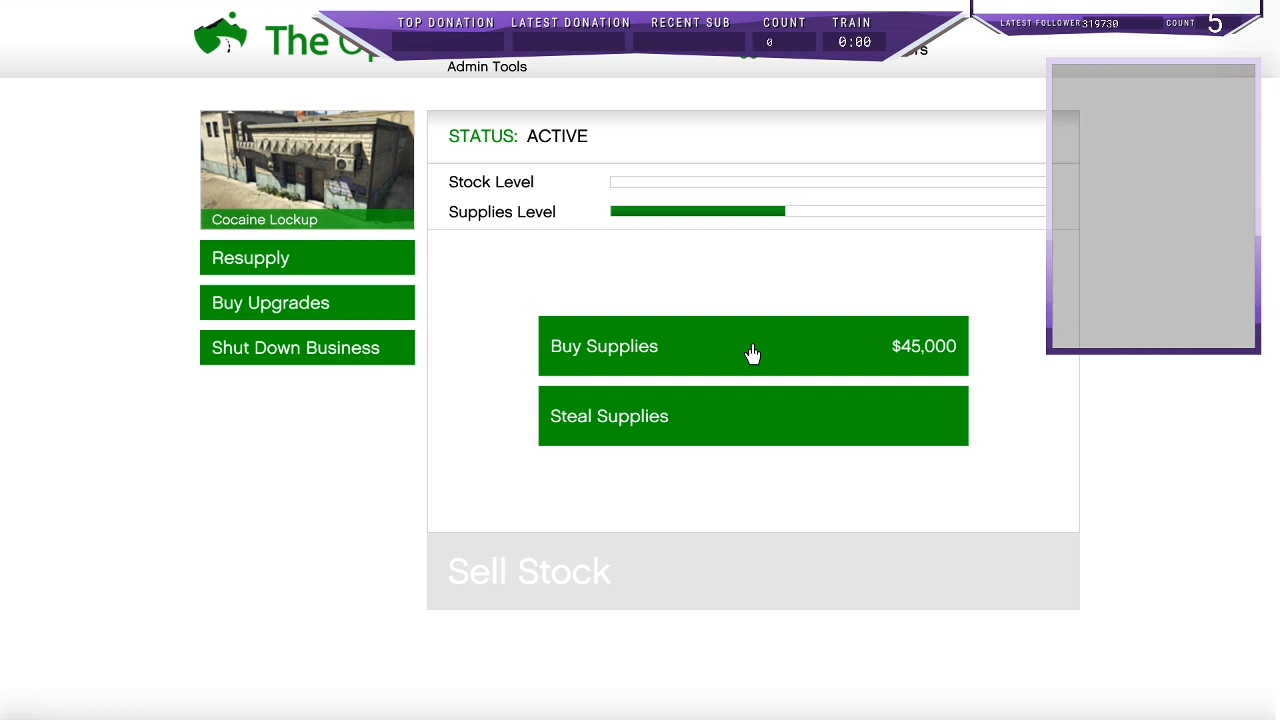 TOP DONATION LATEST DONATION RECENT SUB COUNT TRAIN
0 0:00
LATEST FOLLOWER 319730 COUNT 5
The
Admin Tools
STATUS: ACTIVE
Stock Level
Supplies Level
Cocaine Lockup
Resupply
Buy Upgrades
Shut Down Business
Buy Supplies $45,000
Steal Supplies
Sell Stock